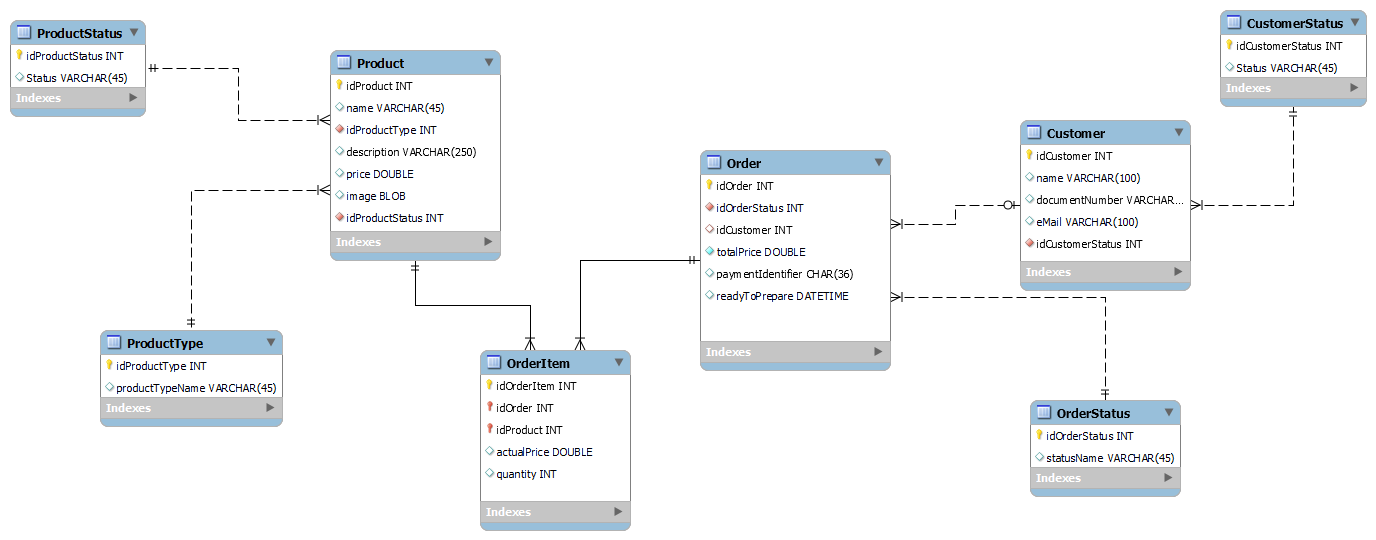 ProductStatus
idProductStatus INT
Status VARCHAR(45)
Indexes
Product
idProduct INT
name VARCHAR(45)
idProductType INT
description VARCHAR(250)
price DOUBLE
image BLOB
idProductStatus INT
Indexes
ProductType
idProductType INT
productTypeName VARCHAR(45)
Indexes
OrderItem
idOrderItem INT
idOrder INT
idProduct INT
actualPrice DOUBLE
quantity INT
Indexes
Order
idOrder INT
idOrderStatus INT
idCustomer INT
totalPrice DOUBLE
paymentIdentifier CHAR(36)
readyToPrepare DATETIME
Indexes
Customer
idCustomer INT
name VARCHAR(100)
documentNumber VARCHAR...
eMail VARCHAR(100)
idCustomerStatus INT
Indexes
CustomerStatus
idCustomerStatus INT
Status VARCHAR(45)
Indexes
OrderStatus
idOrderStatus INT
statusName VARCHAR(45)
Indexes